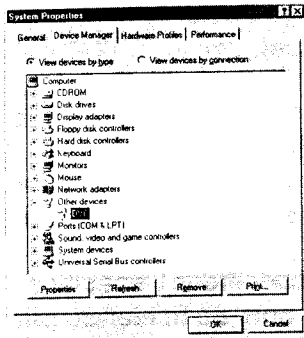 System Properties
General Device Manager Hardware Profiles Performance
View devices by type View devices by connection
Computer
CDROM
Disk drives
Display adapters
Floppy disk controllers
Hard disk controllers
Keyboard
Monitors
Mouse
Network adapters
Other devices
Ports (COM & LPT)
Sound, video and game controllers
System devices
Universal Serial Bus controllers
Properties Refresh Remove Print...
OK Cancel